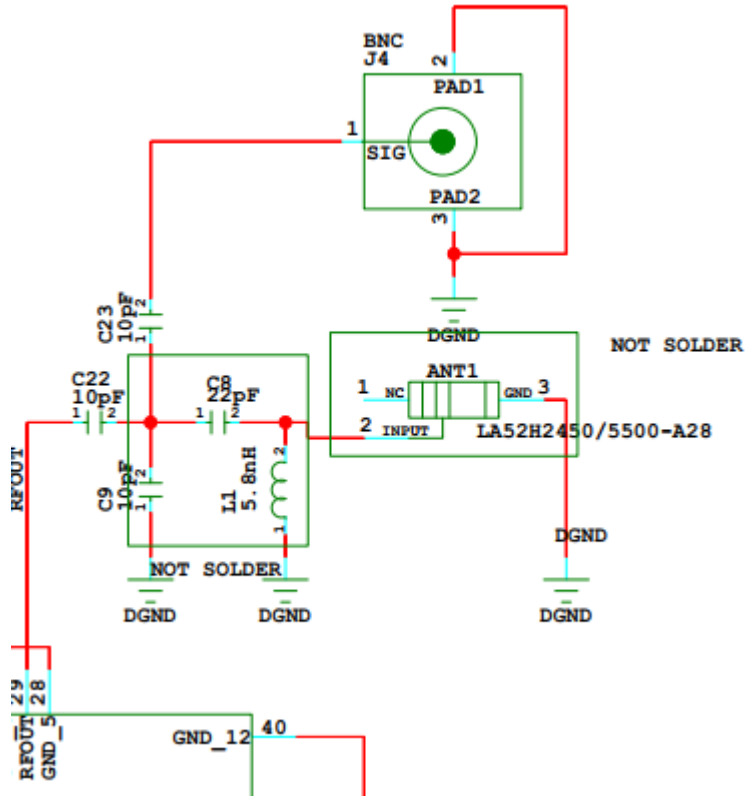 BNC
J4
2
PAD1
1
SIG
PAD2
3
DGND
C23
10pF
2
1
NOT SOLDER
ANT1
1
NC
GND
3
2
INPUT
LA52H2450/5500-A28
C22
10pF
1
2
C8
22pF
1
2
RFOUT
C9
10pF
2
1
L1
5.8nH
2
1
NOT SOLDER
DGND
DGND
DGND
DGND
29
28
RFOUT
GND_5
GND_12
40